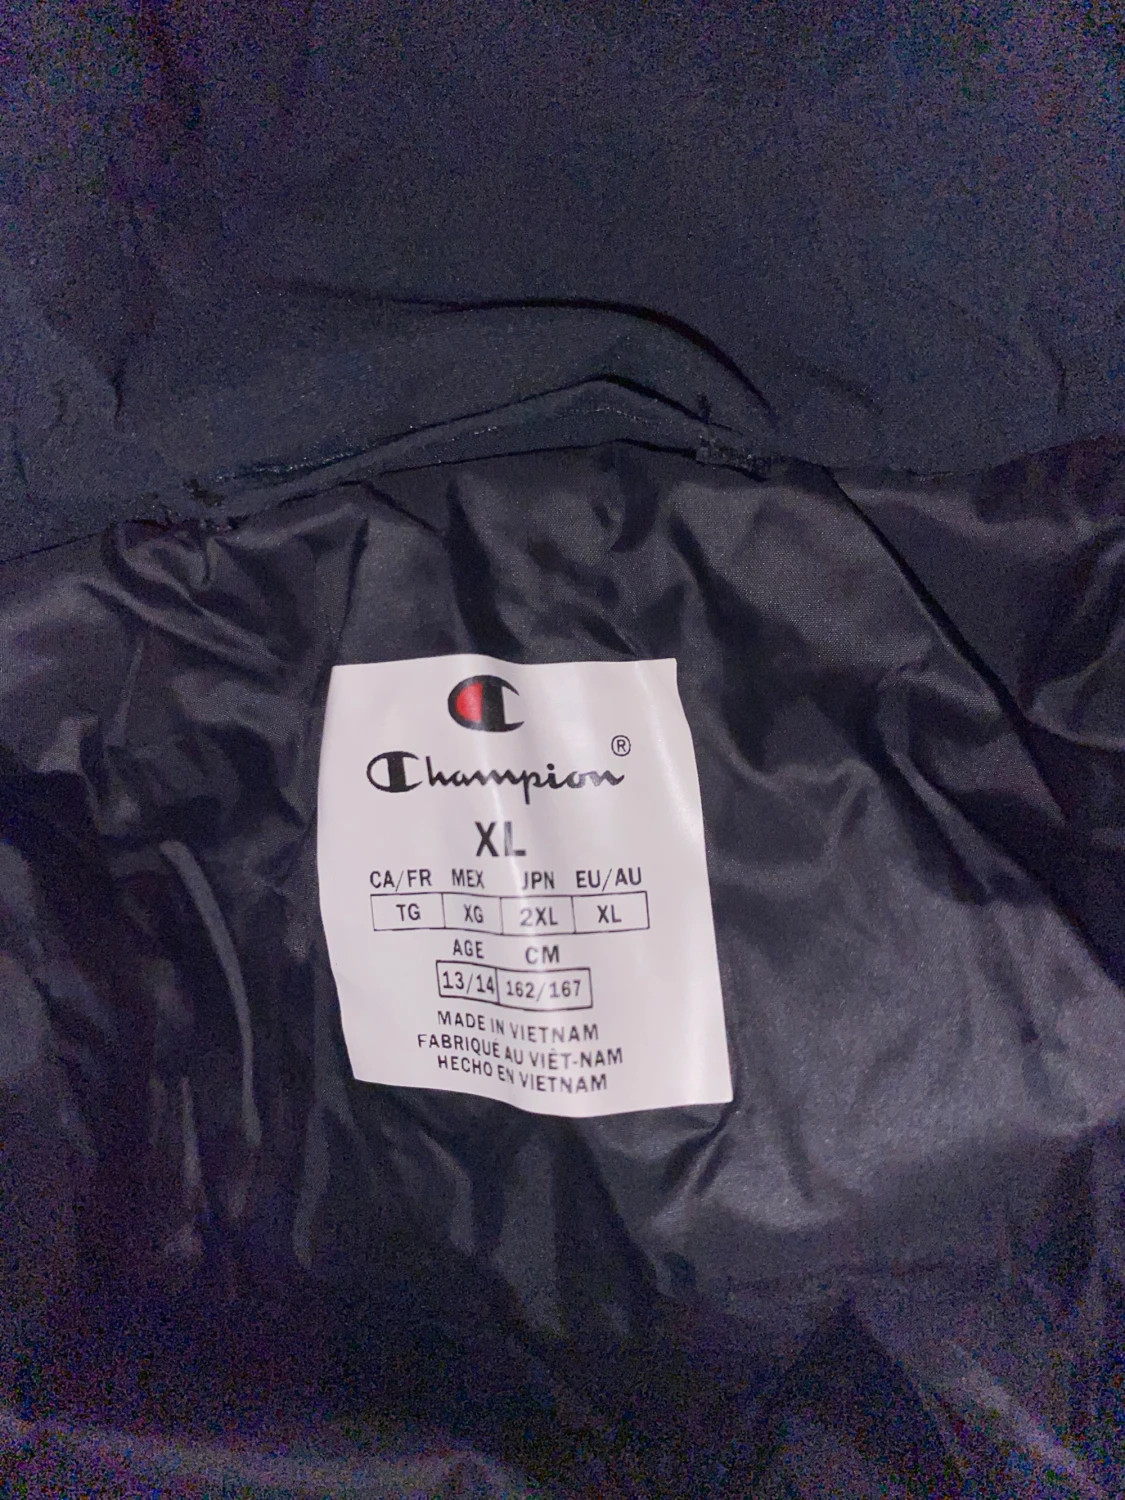 Champion®
XL
CA/FR MEX JPN EU/AU
TG XG 2XL XL
AGE CM
13/14 162/167
MADE IN VIETNAM
FABRIQUÉ AU VIÊT-NAM
HECHO EN VIETNAM